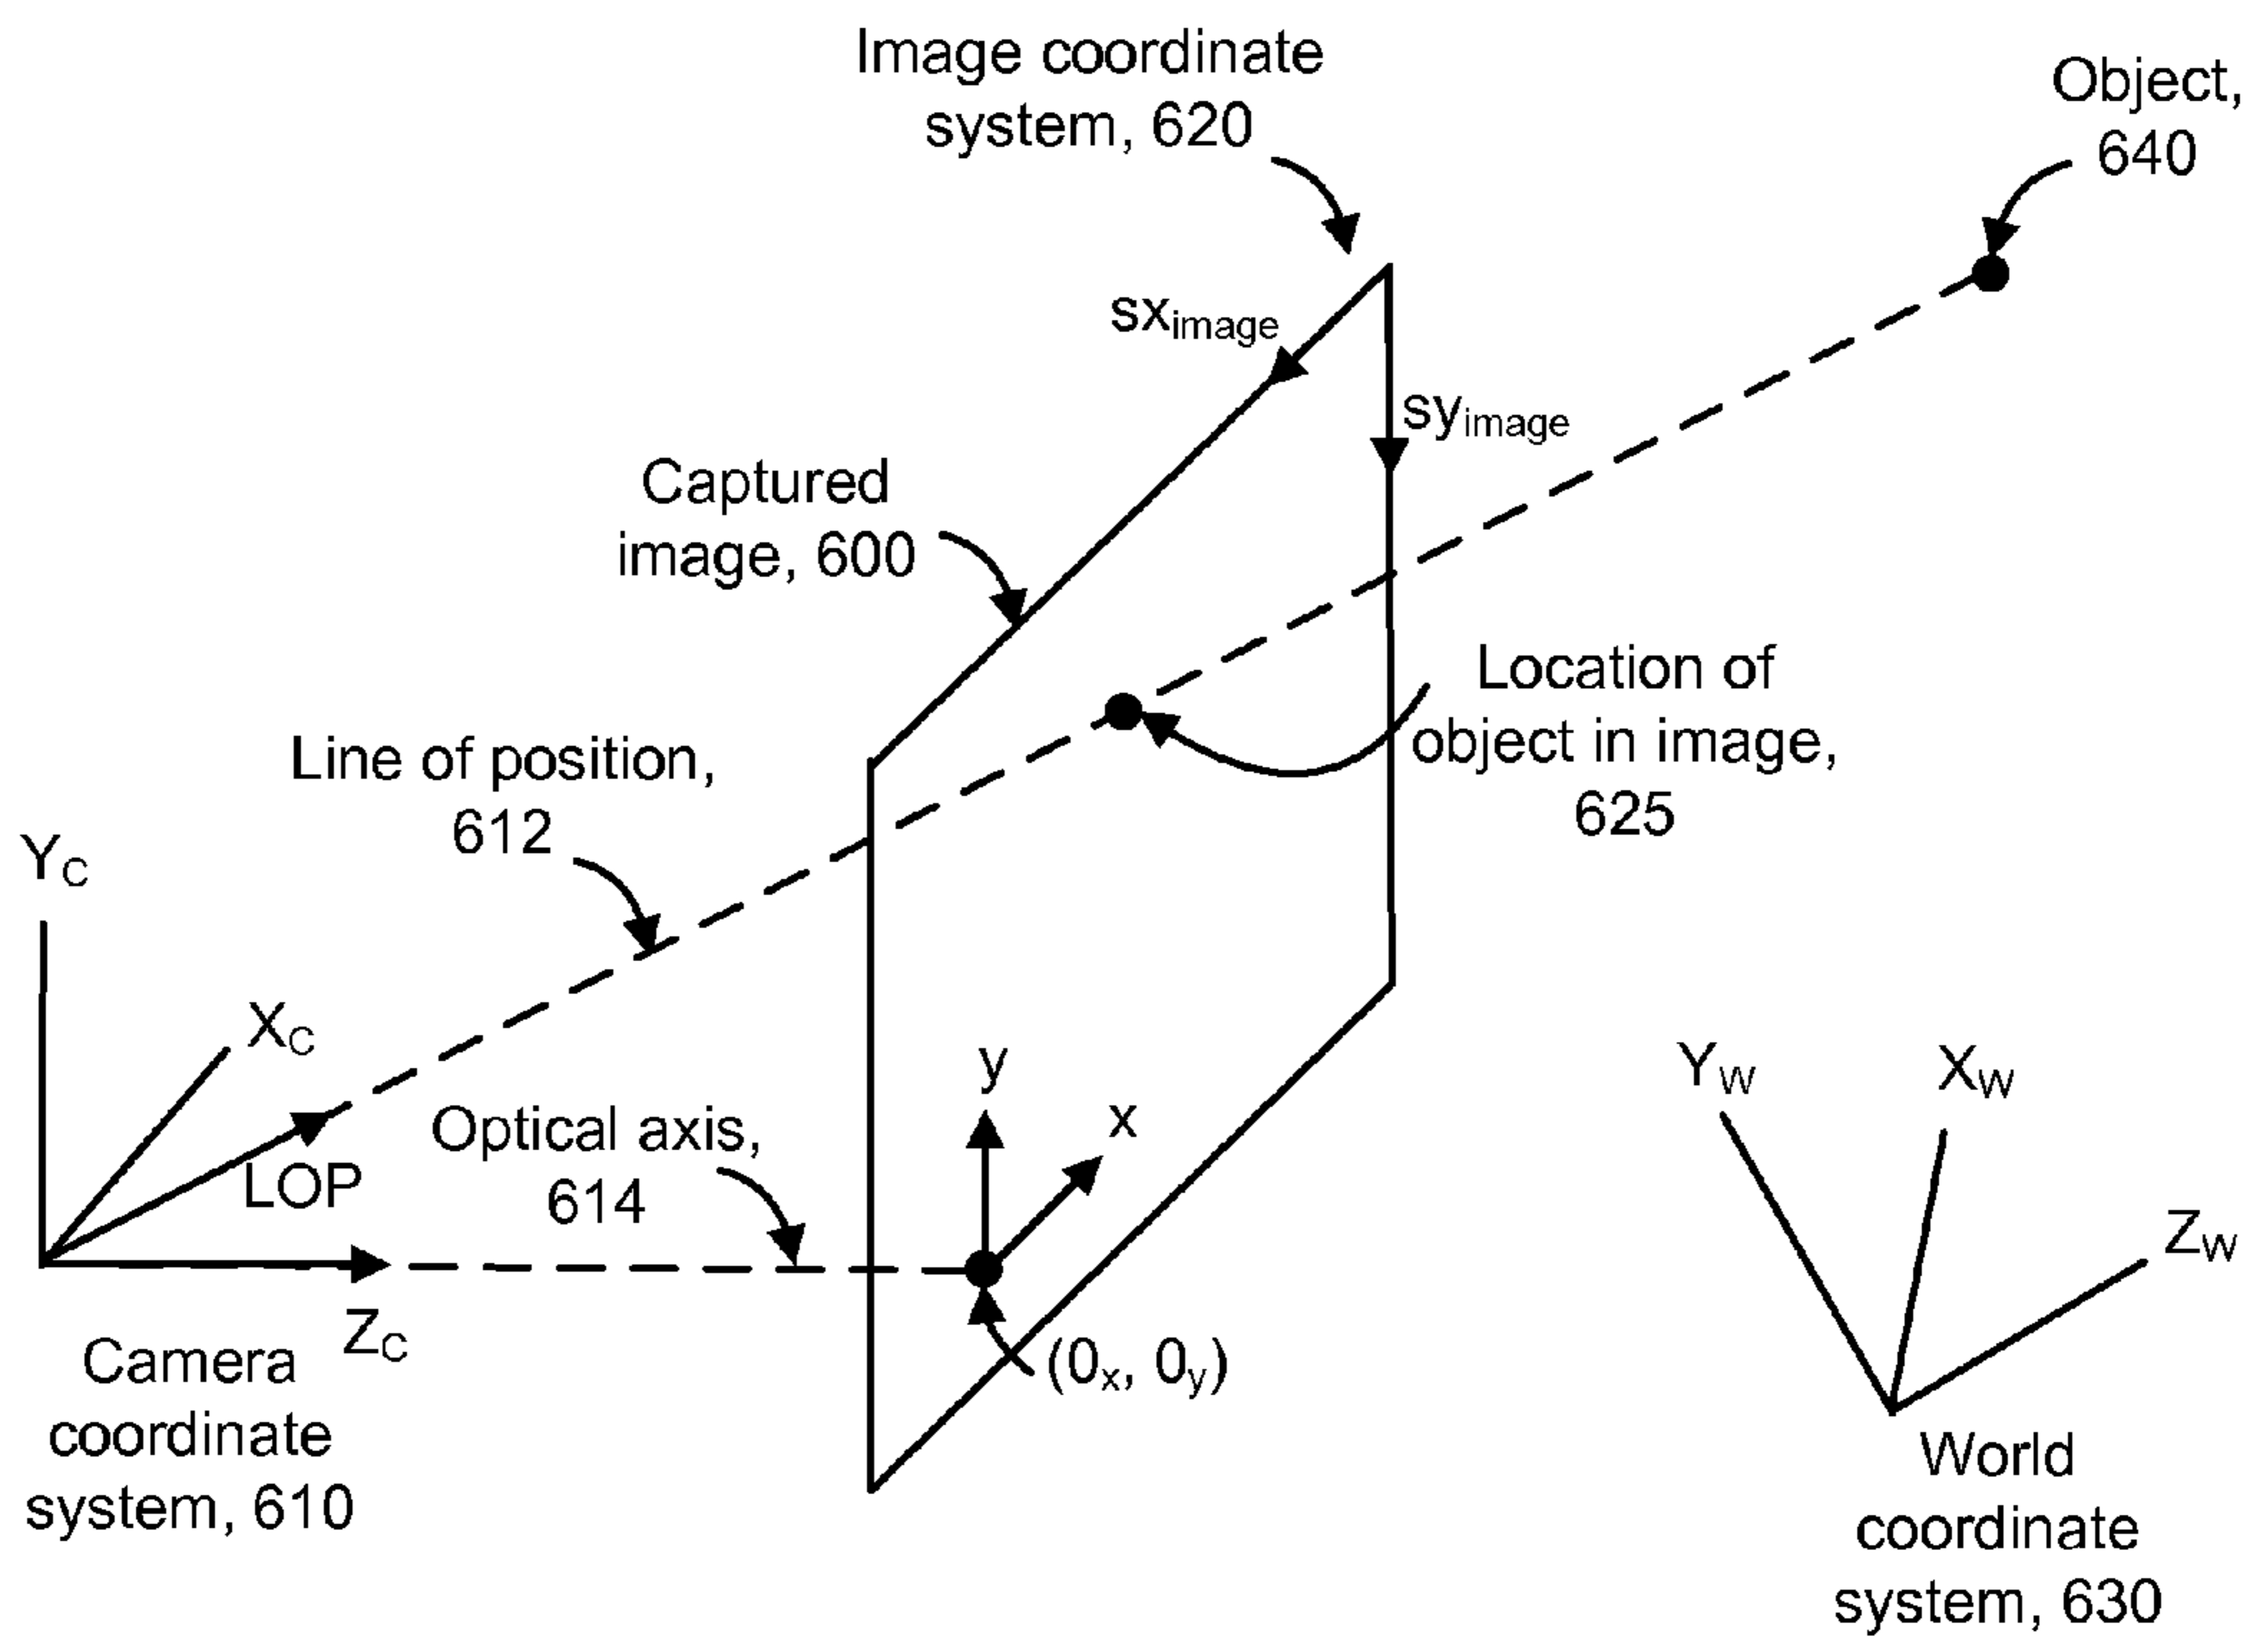 Image coordinate
system, 620
Object,
640
sximage
syimage
Captured
image, 600
Location of
object in image,
625
Line of position,
612
YC
XC
LOP
Optical axis,
614
y
x
ZC
(0x, 0y)
Camera
coordinate
system, 610
YW
XW
ZW
World
coordinate
system, 630